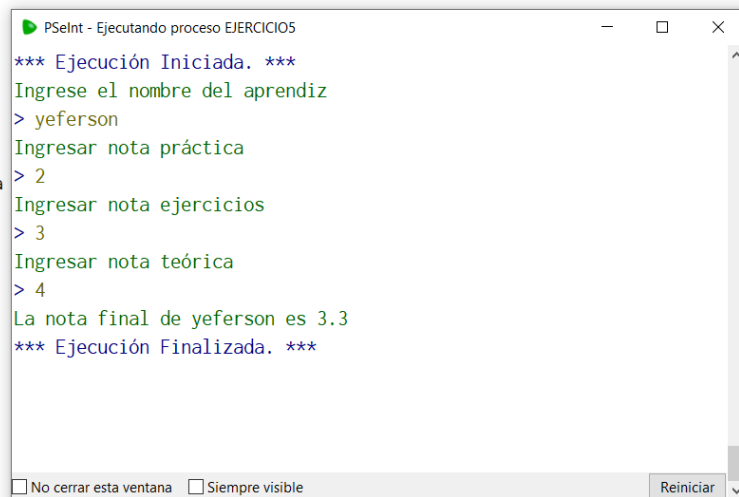 PSeInt - Ejecutando proceso EJERCICIO5
*** Ejecución Iniciada. ***
Ingrese el nombre del aprendiz
> yeferson
Ingresar nota práctica
> 2
Ingresar nota ejercicios
> 3
Ingresar nota teórica
> 4
La nota final de yeferson es 3.3
*** Ejecución Finalizada. ***
No cerrar esta ventana Siempre visible Reiniciar